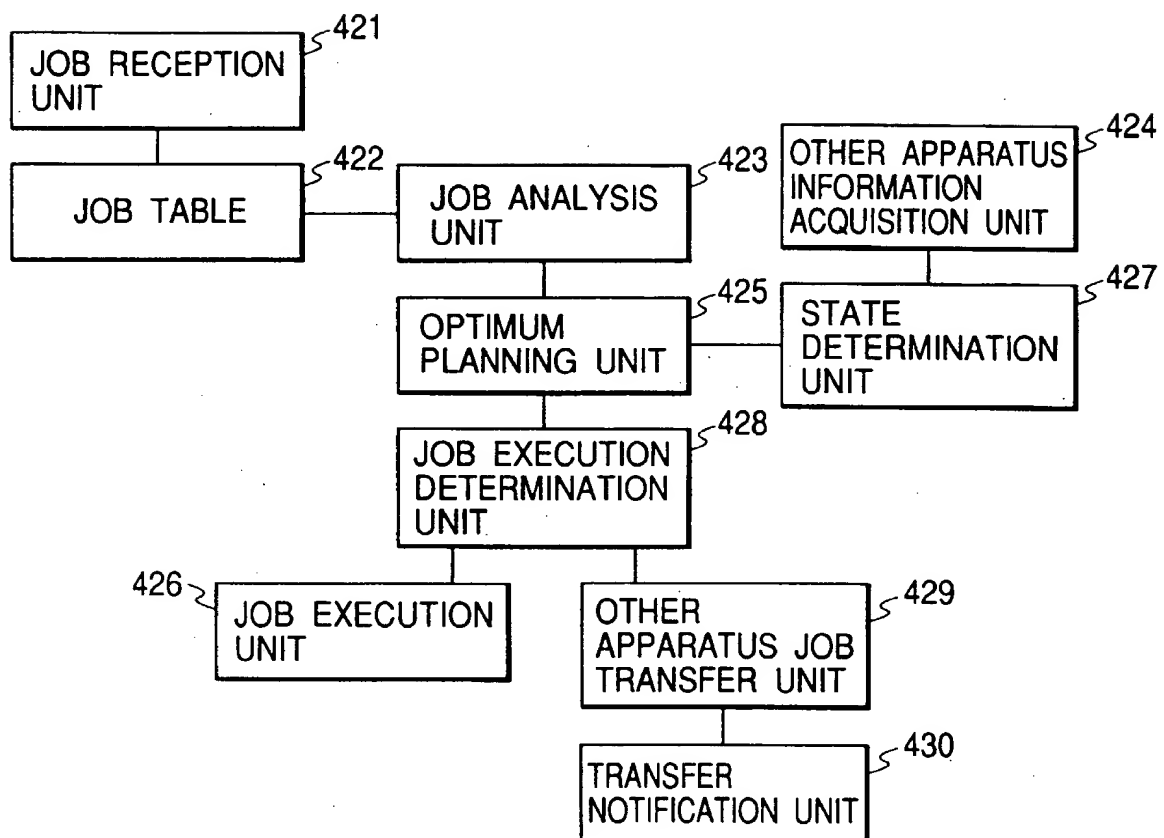 421
JOB RECEPTION
UNIT
422
JOB TABLE
423
JOB ANALYSIS
UNIT
424
OTHER APPARATUS
INFORMATION
ACQUISITION UNIT
425
OPTIMUM
PLANNING UNIT
427
STATE
DETERMINATION
UNIT
428
JOB EXECUTION
DETERMINATION
UNIT
426
JOB EXECUTION
UNIT
429
OTHER
APPARATUS JOB
TRANSFER UNIT
430
TRANSFER
NOTIFICATION UNIT